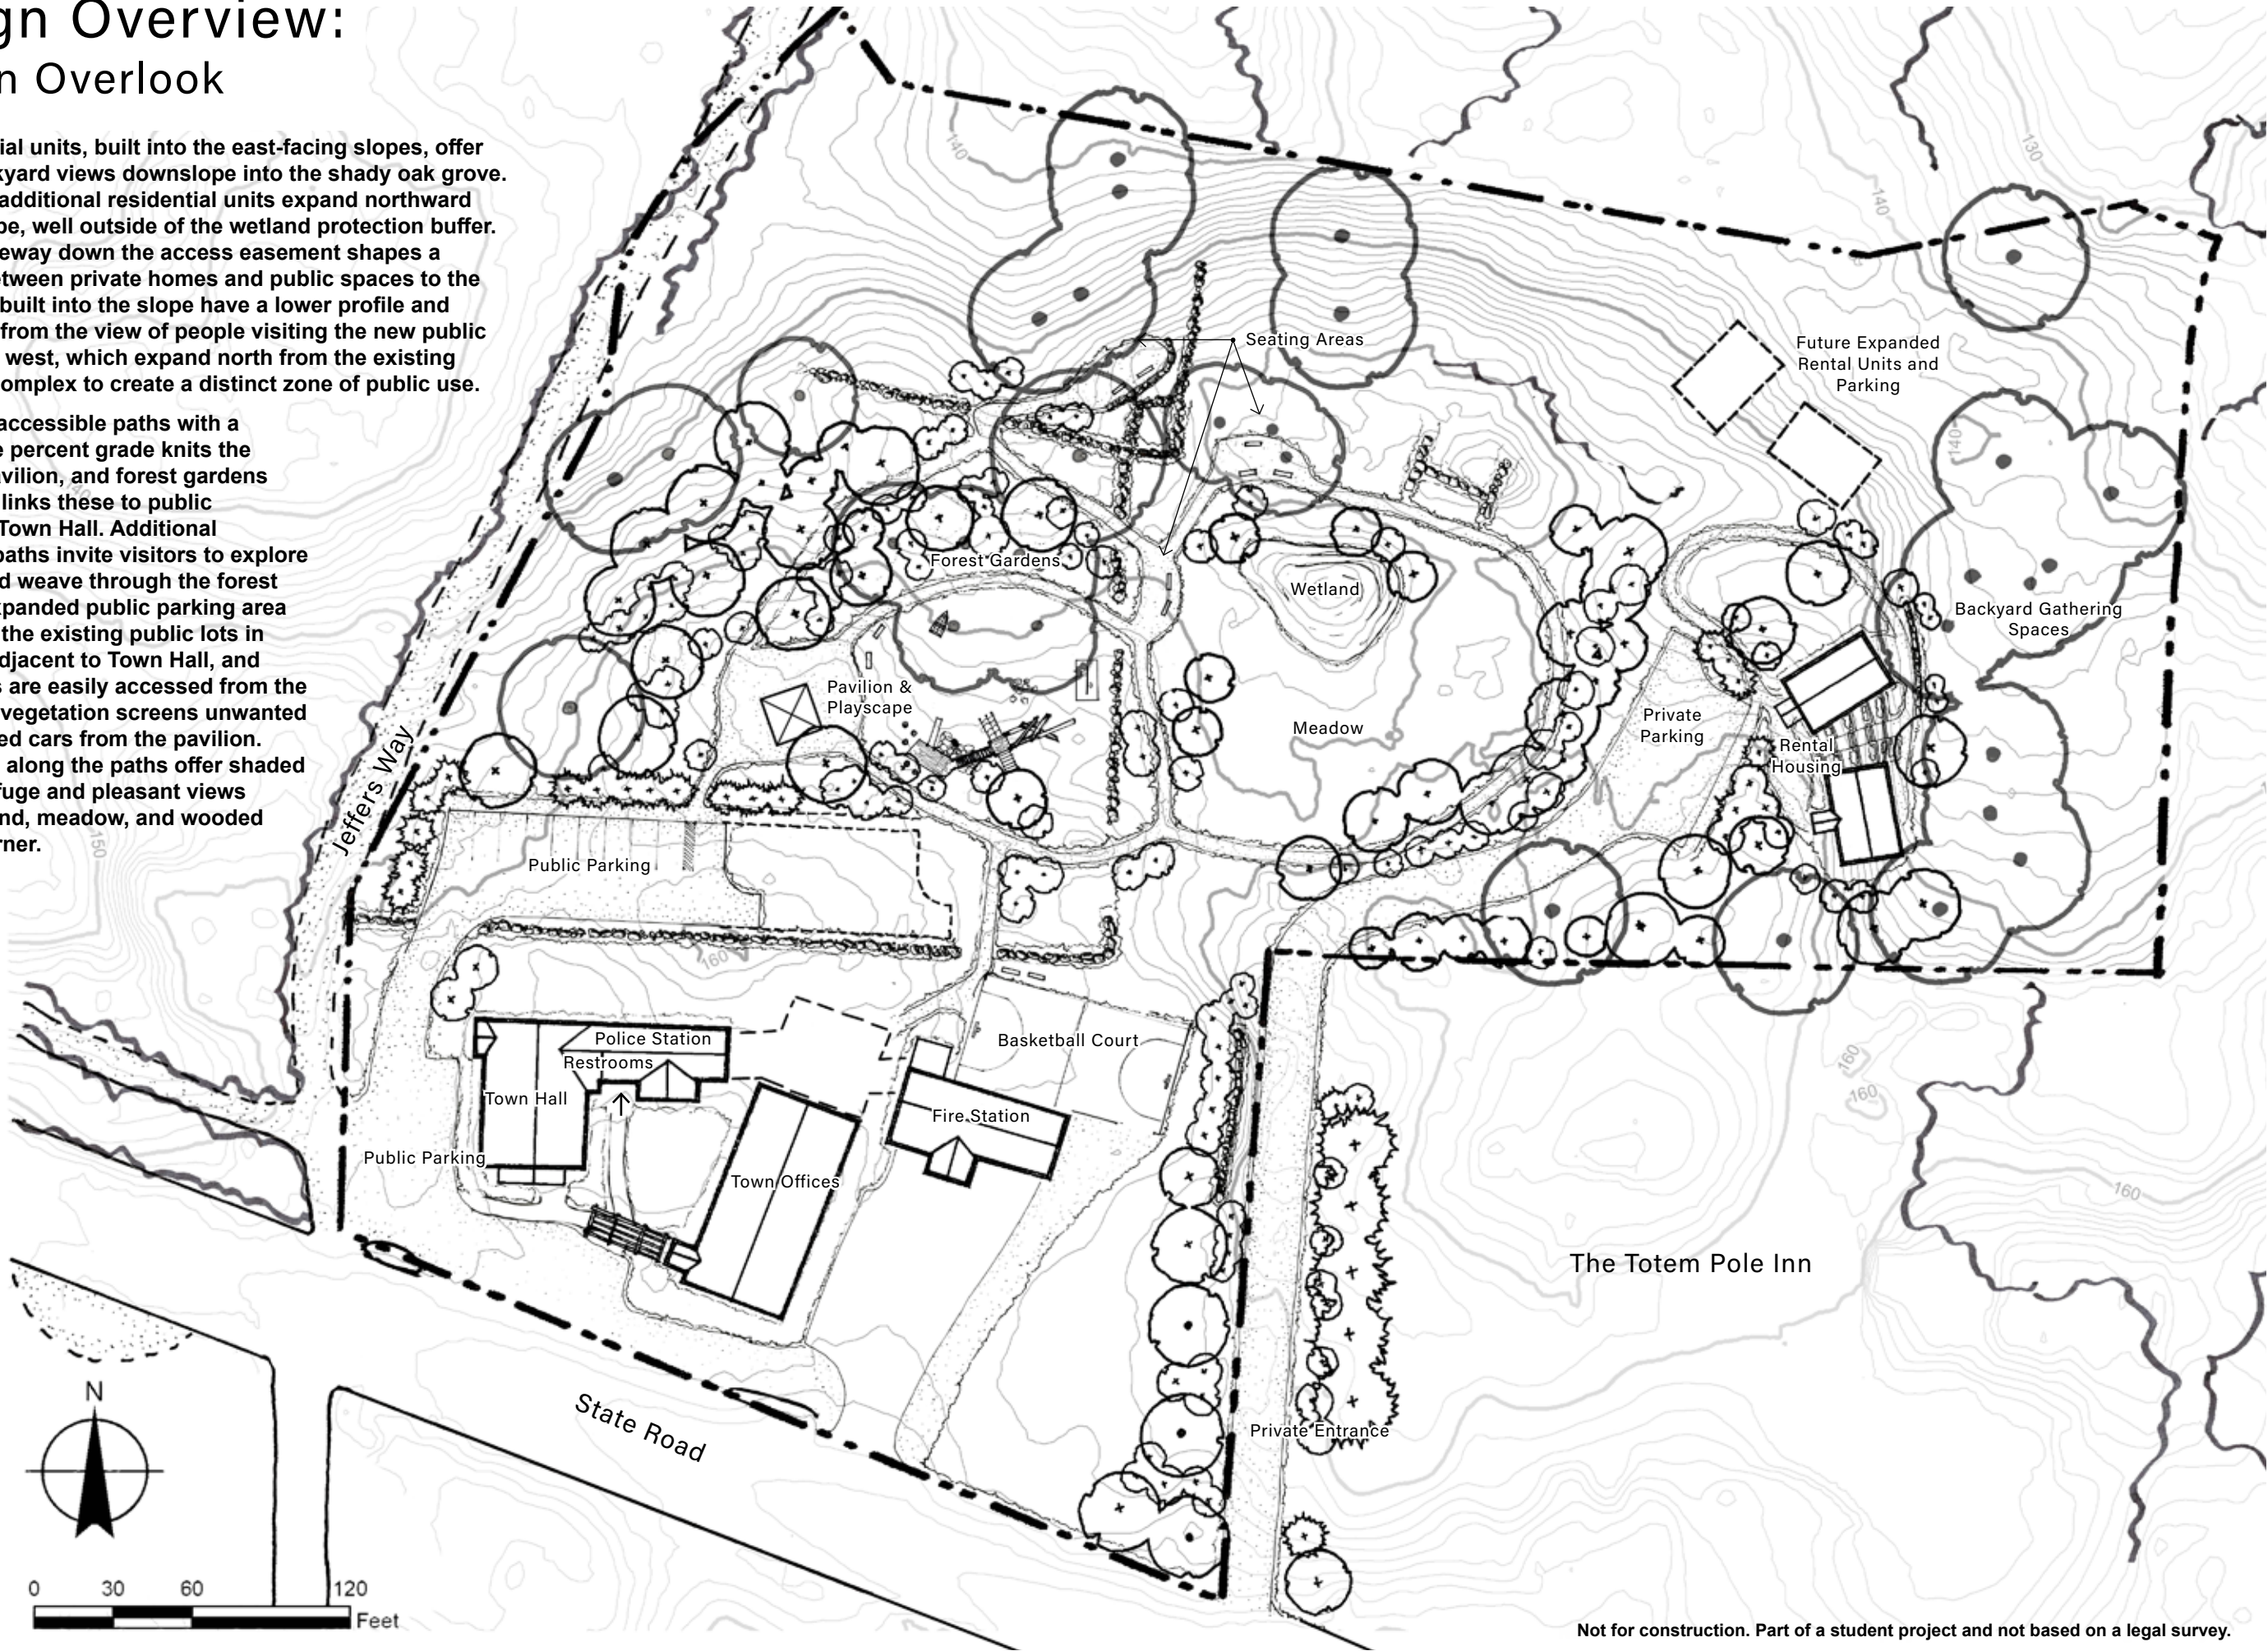 gn Overview:
n Overlook
ial units, built into the east-facing slopes, offer
kyard views downslope into the shady oak grove.
additional residential units expand northward
pe, well outside of the wetland protection buffer.
eway down the access easement shapes a
etween private homes and public spaces to the
built into the slope have a lower profile and
from the view of people visiting the new public
west, which expand north from the existing
omplex to create a distinct zone of public use.
accessible paths with a
e percent grade knits the
avilion, and forest gardens
links these to public
Town Hall. Additional
paths invite visitors to explore
d weave through the forest
xpanded public parking area
the existing public lots in
djacent to Town Hall, and
s are easily accessed from the
vegetation screens unwanted
ed cars from the pavilion.
along the paths offer shaded
fuge and pleasant views
nd, meadow, and wooded
rner.
140
130
140
Seating Areas
Future Expanded
Rental Units and
Parking
140
Forest Gardens
Wetland
Backyard Gathering
Spaces
Pavilion &
Playscape
Meadow
Private
Parking
Rental
Housing
Jeffers Way
150
Public Parking
160
Police Station
Restrooms
Town Hall
Basketball Court
Fire Station
160
160
Public Parking
Town Offices
160
The Totem Pole Inn
State Road
Private Entrance
N
0 30 60 120
Feet
Not for construction. Part of a student project and not based on a legal survey.